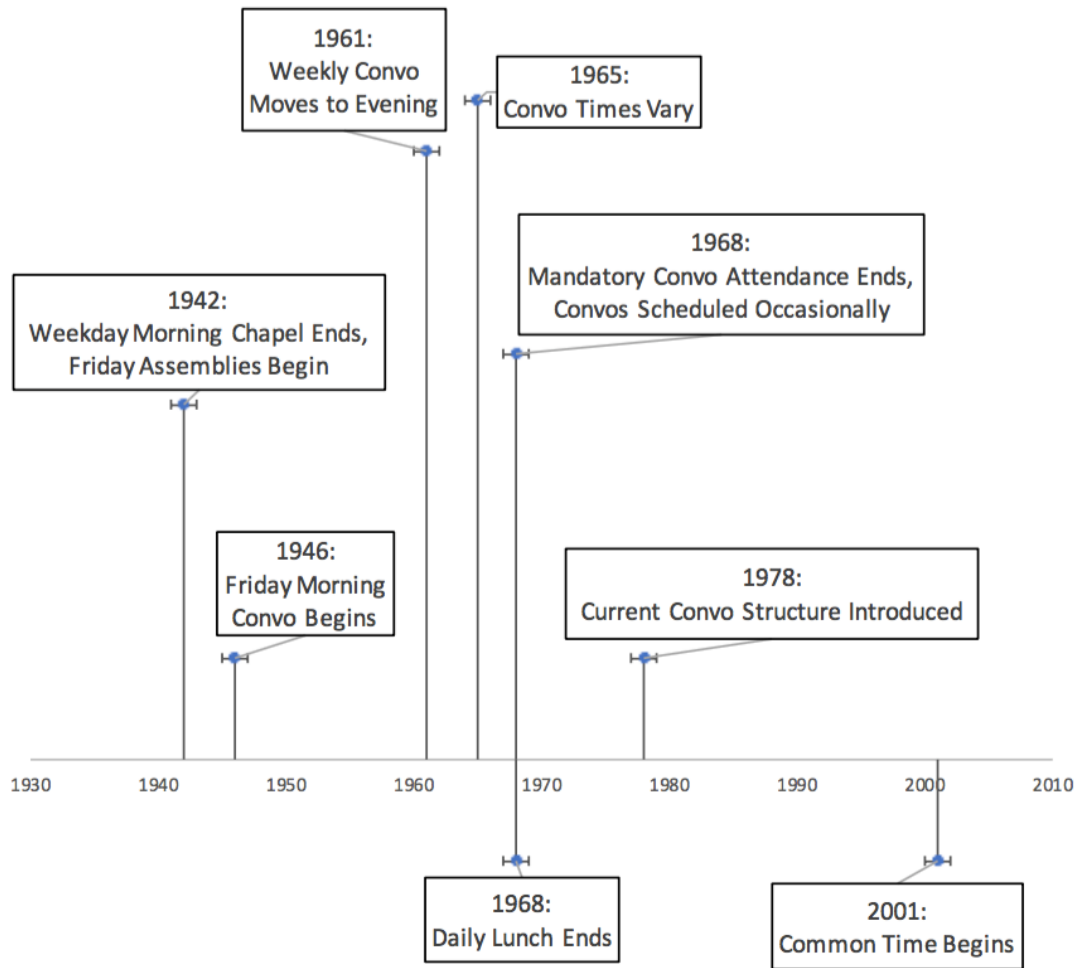 1961:
Weekly Convo
Moves to Evening
1965:
Convo Times Vary
1968:
Mandatory Convo Attendance Ends,
Convos Scheduled Occasionally
1942:
Weekday Morning Chapel Ends,
Friday Assemblies Begin
1946:
Friday Morning
Convo Begins
1978:
Current Convo Structure Introduced
1930 1940 1950 1960 1970 1980 1990 2000 2010
1968:
Daily Lunch Ends
2001:
Common Time Begins